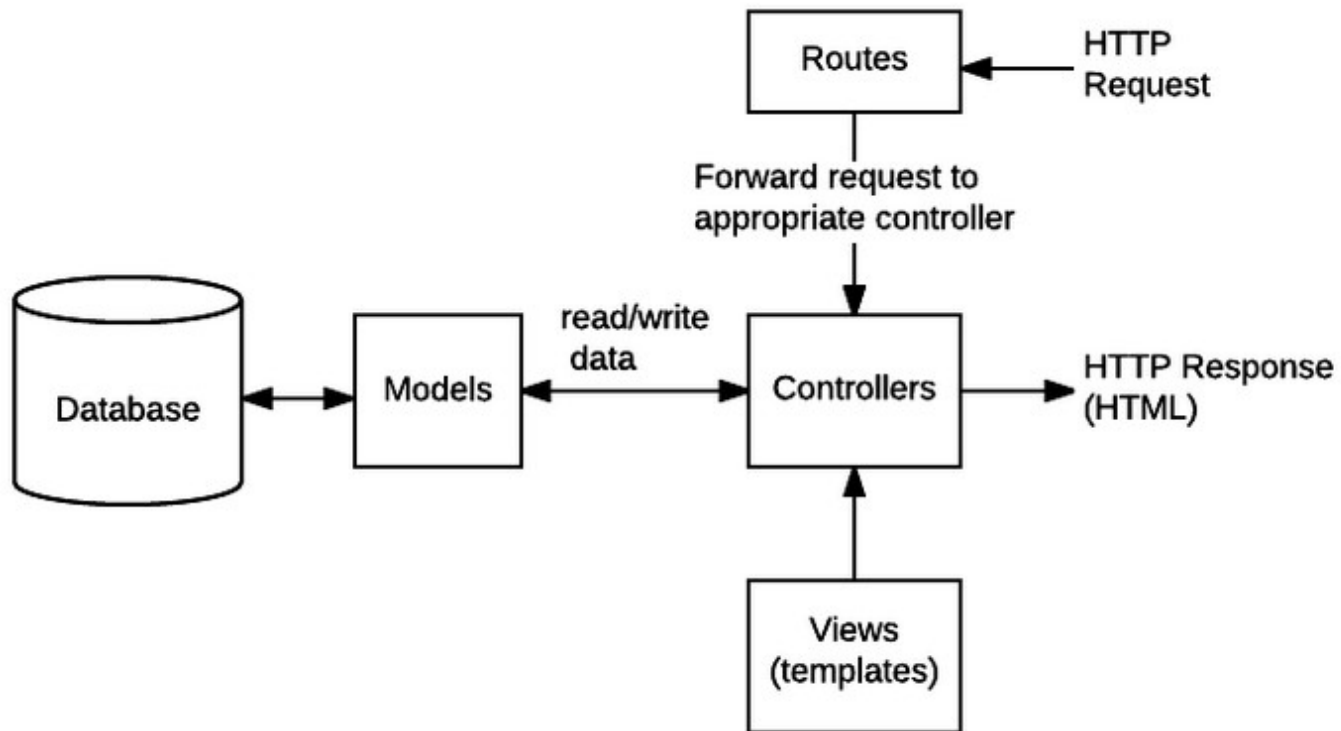 Routes
HTTP
Request
Forward request to
appropriate controller
read/write
data
Database
Models
Controllers
HTTP Response
(HTML)
Views
(templates)